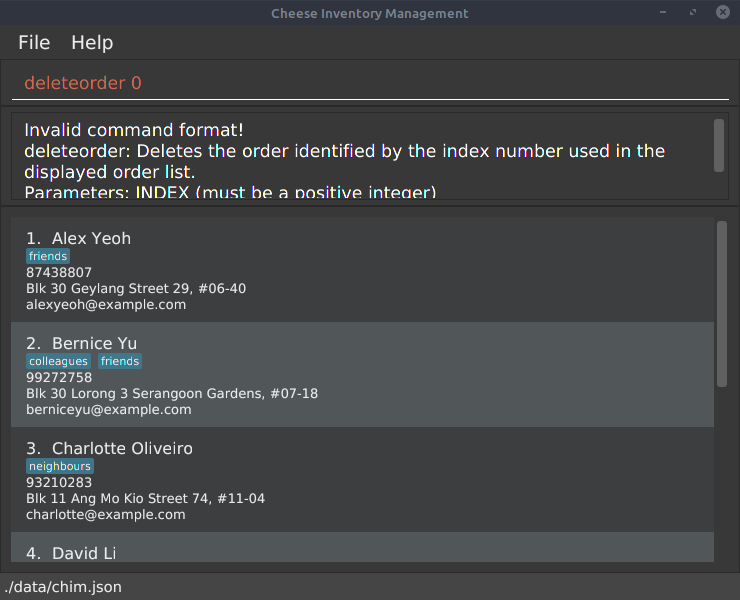 Cheese Inventory Management
File Help
deleteorder 0
Invalid command format!
deleteorder: Deletes the order identified by the index number used in the
displayed order list.
Parameters: INDEX (must be a positive integer)
1. Alex Yeoh
friends
87438807
Blk 30 Geylang Street 29, #06-40
alexyeoh@example.com
2. Bernice Yu
colleagues friends
99272758
Blk 30 Lorong 3 Serangoon Gardens, #07-18
berniceyu@example.com
3. Charlotte Oliveiro
neighbours
93210283
Blk 11 Ang Mo Kio Street 74, #11-04
charlotte@example.com
4. David Li
./data/chim.json